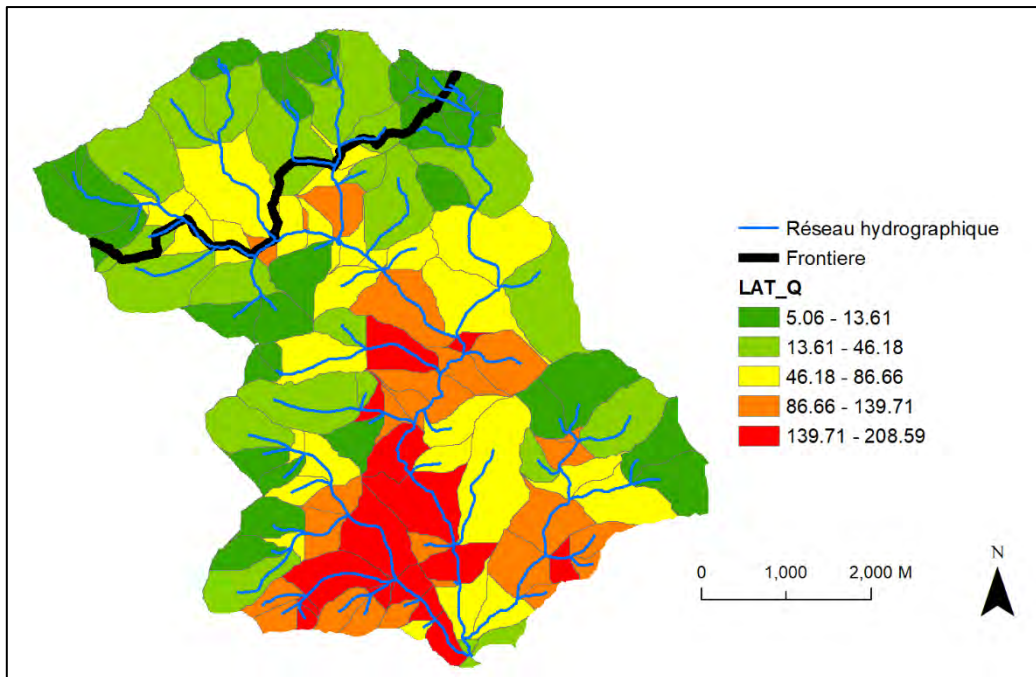 Réseau hydrographique
Frontiere
LAT_Q
5.06 - 13.61
13.61 - 46.18
46.18 - 86.66
86.66 - 139.71
139.71 - 208.59
N
0 1,000 2,000 M